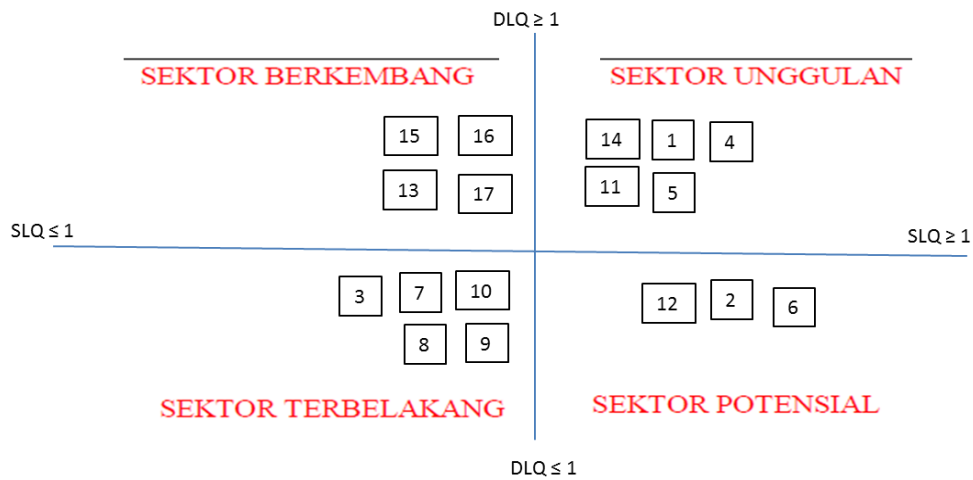 DLQ ≥ 1
SEKTOR BERKEMBANG
SEKTOR UNGGULAN
15 16
14 1 4
13 17
11 5
SLQ ≤ 1
SLQ ≥ 1
3 7 10
12 2 6
8 9
SEKTOR TERBELAKANG
SEKTOR POTENSIAL
DLQ ≤ 1